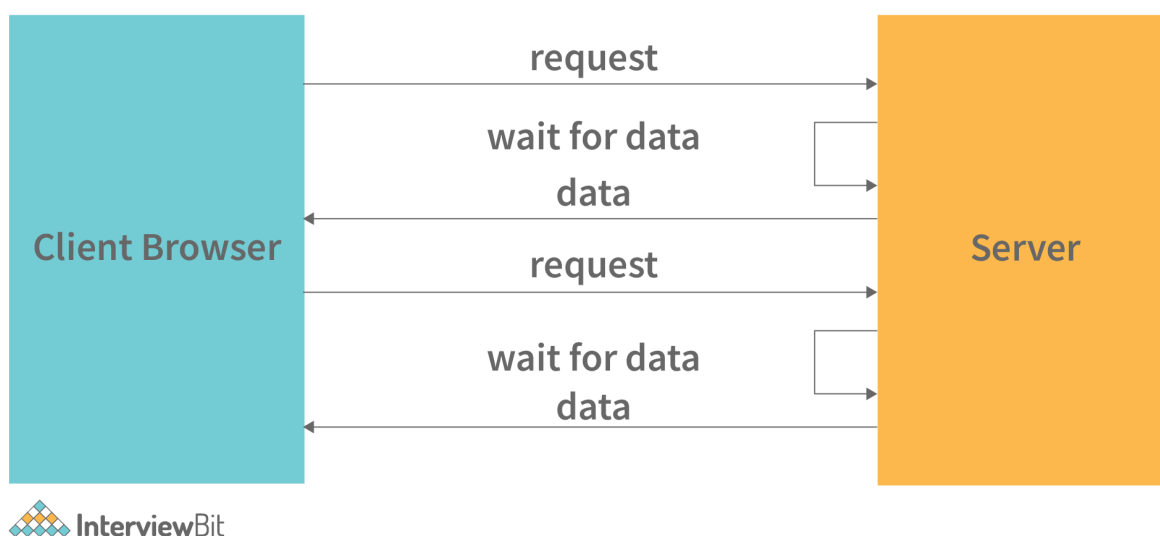 request
wait for data
data
Client Browser
Server
request
wait for data
data
InterviewBit